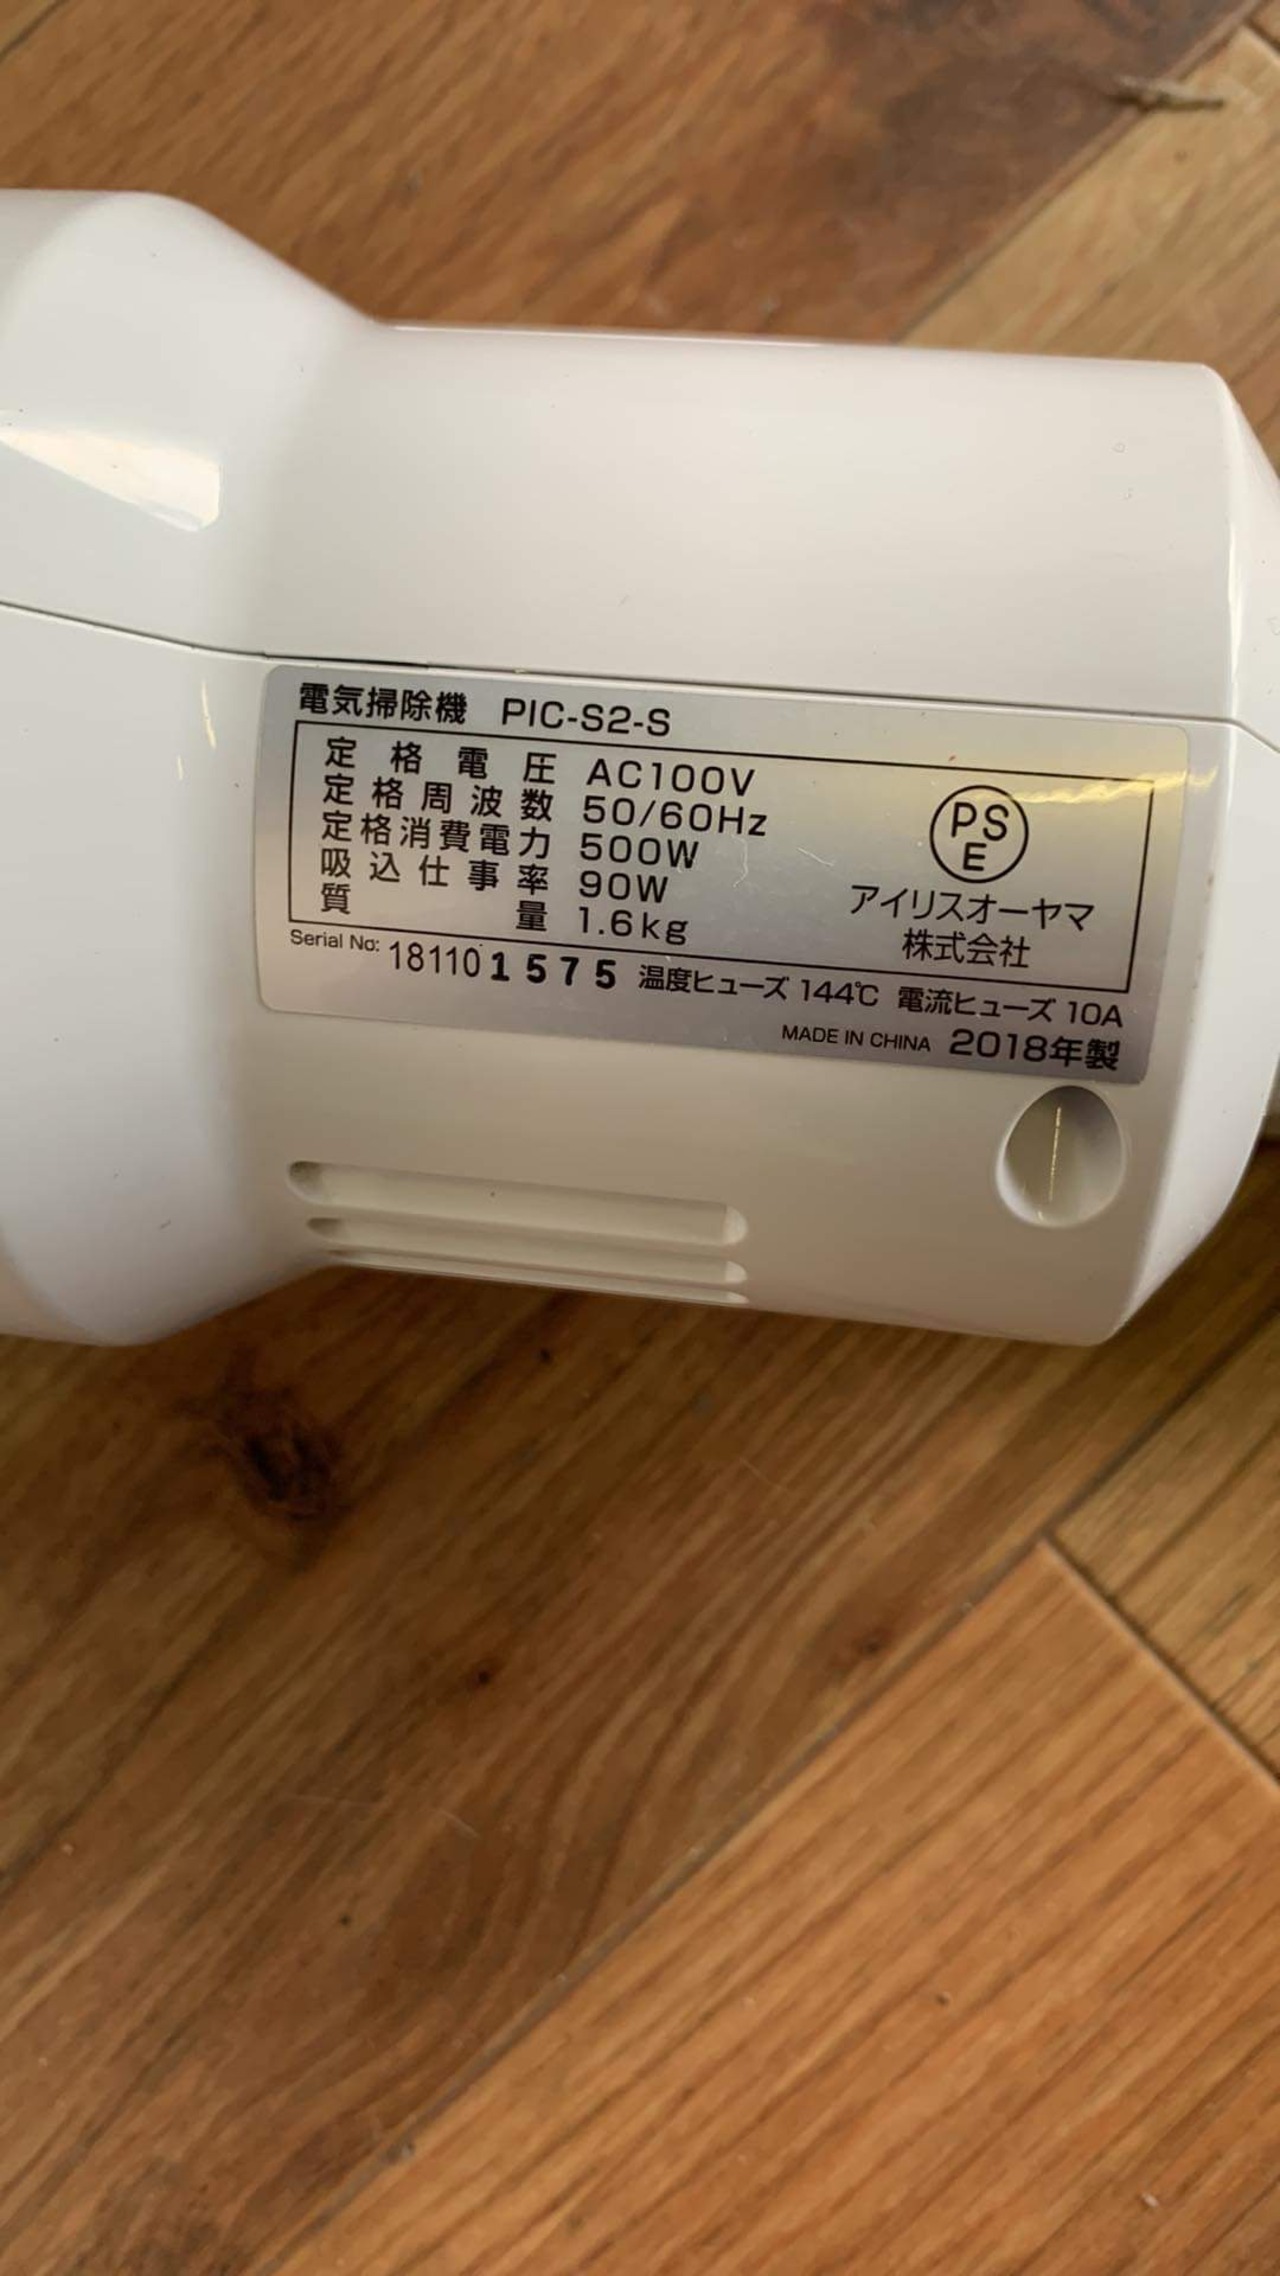 電気掃除機 PIC-S2-S
定格電圧 AC100V
定格周波数 50/60Hz
定格消費電力 500W
吸込仕事率 90W
質量 1.6kg
PS
E
アイリスオーヤマ
株式会社
Serial No: 181101575 温度ヒューズ 144℃ 電流ヒューズ 10A
MADE IN CHINA 2018年製